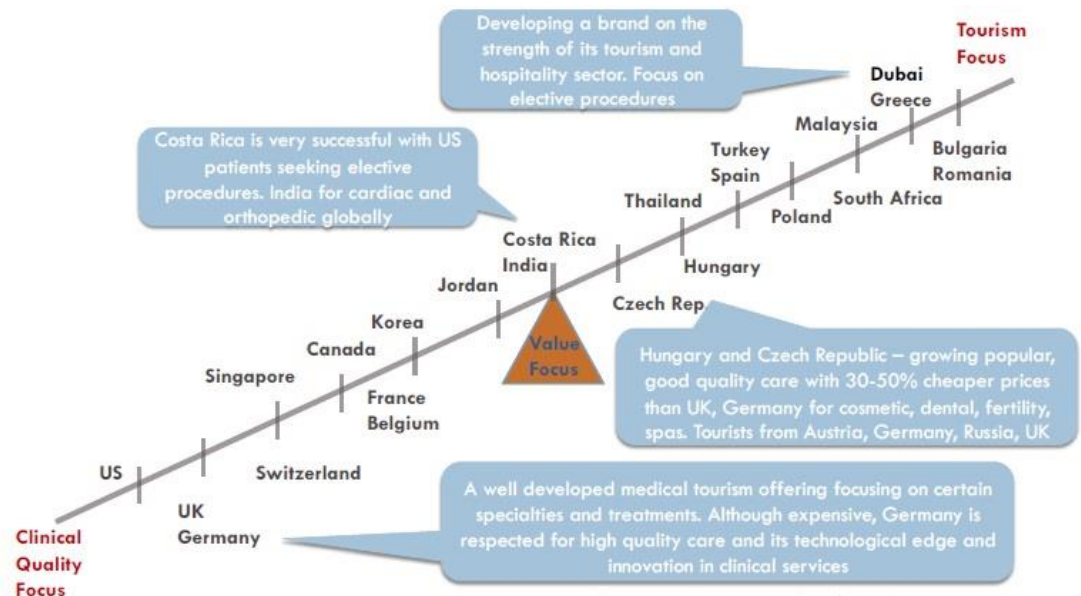 Developing a brand on the
strength of its tourism and
hospitality sector. Focus on
elective procedures
Tourism
Focus
Dubai
Greece
Bulgaria
Romania
Malaysia
South Africa
Turkey
Spain
Poland
Thailand
Hungary
Costa Rica is very successful with US
patients seeking elective
procedures. India for cardiac and
orthopedic globally
Costa Rica
India
Czech Rep.
Value
Focus
Jordan
Korea
Canada
France
Belgium
Singapore
Switzerland
US
UK
Germany
Clinical
Quality
Focus
Hungary and Czech Republic – growing popular,
good quality care with 30-50% cheaper prices
than UK, Germany for cosmetic, dental, fertility,
spas. Tourists from Austria, Germany, Russia, UK
A well developed medical tourism offering focusing on certain
specialties and treatments. Although expensive, Germany is
respected for high quality care and its technological edge and
innovation in clinical services